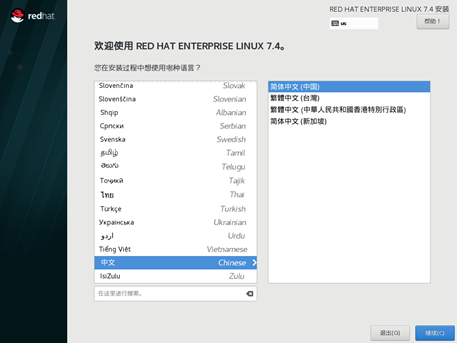 redhat
RED HAT ENTERPRISE LINUX 7.4 安装
us
帮助！
欢迎使用 RED HAT ENTERPRISE LINUX 7.4。
您在安装过程中想使用哪种语言？
Slovenčina Slovak
Slovenščina Slovenian
Shqip Albanian
Српски Serbian
Svenska Swedish
தமிழ் Tamil
తెలుగు Telugu
Тоҷикӣ Tajik
ไทย Thai
Türkçe Turkish
Українська Ukrainian
اردو Urdu
Tiếng Việt Vietnamese
中文 Chinese
IsiZulu Zulu
简体中文 (中国)
繁體中文 (台灣)
繁體中文 (中華人民共和國香港特別行政區)
简体中文 (新加坡)
在这里进行搜索。
退出(Q)
继续(C)